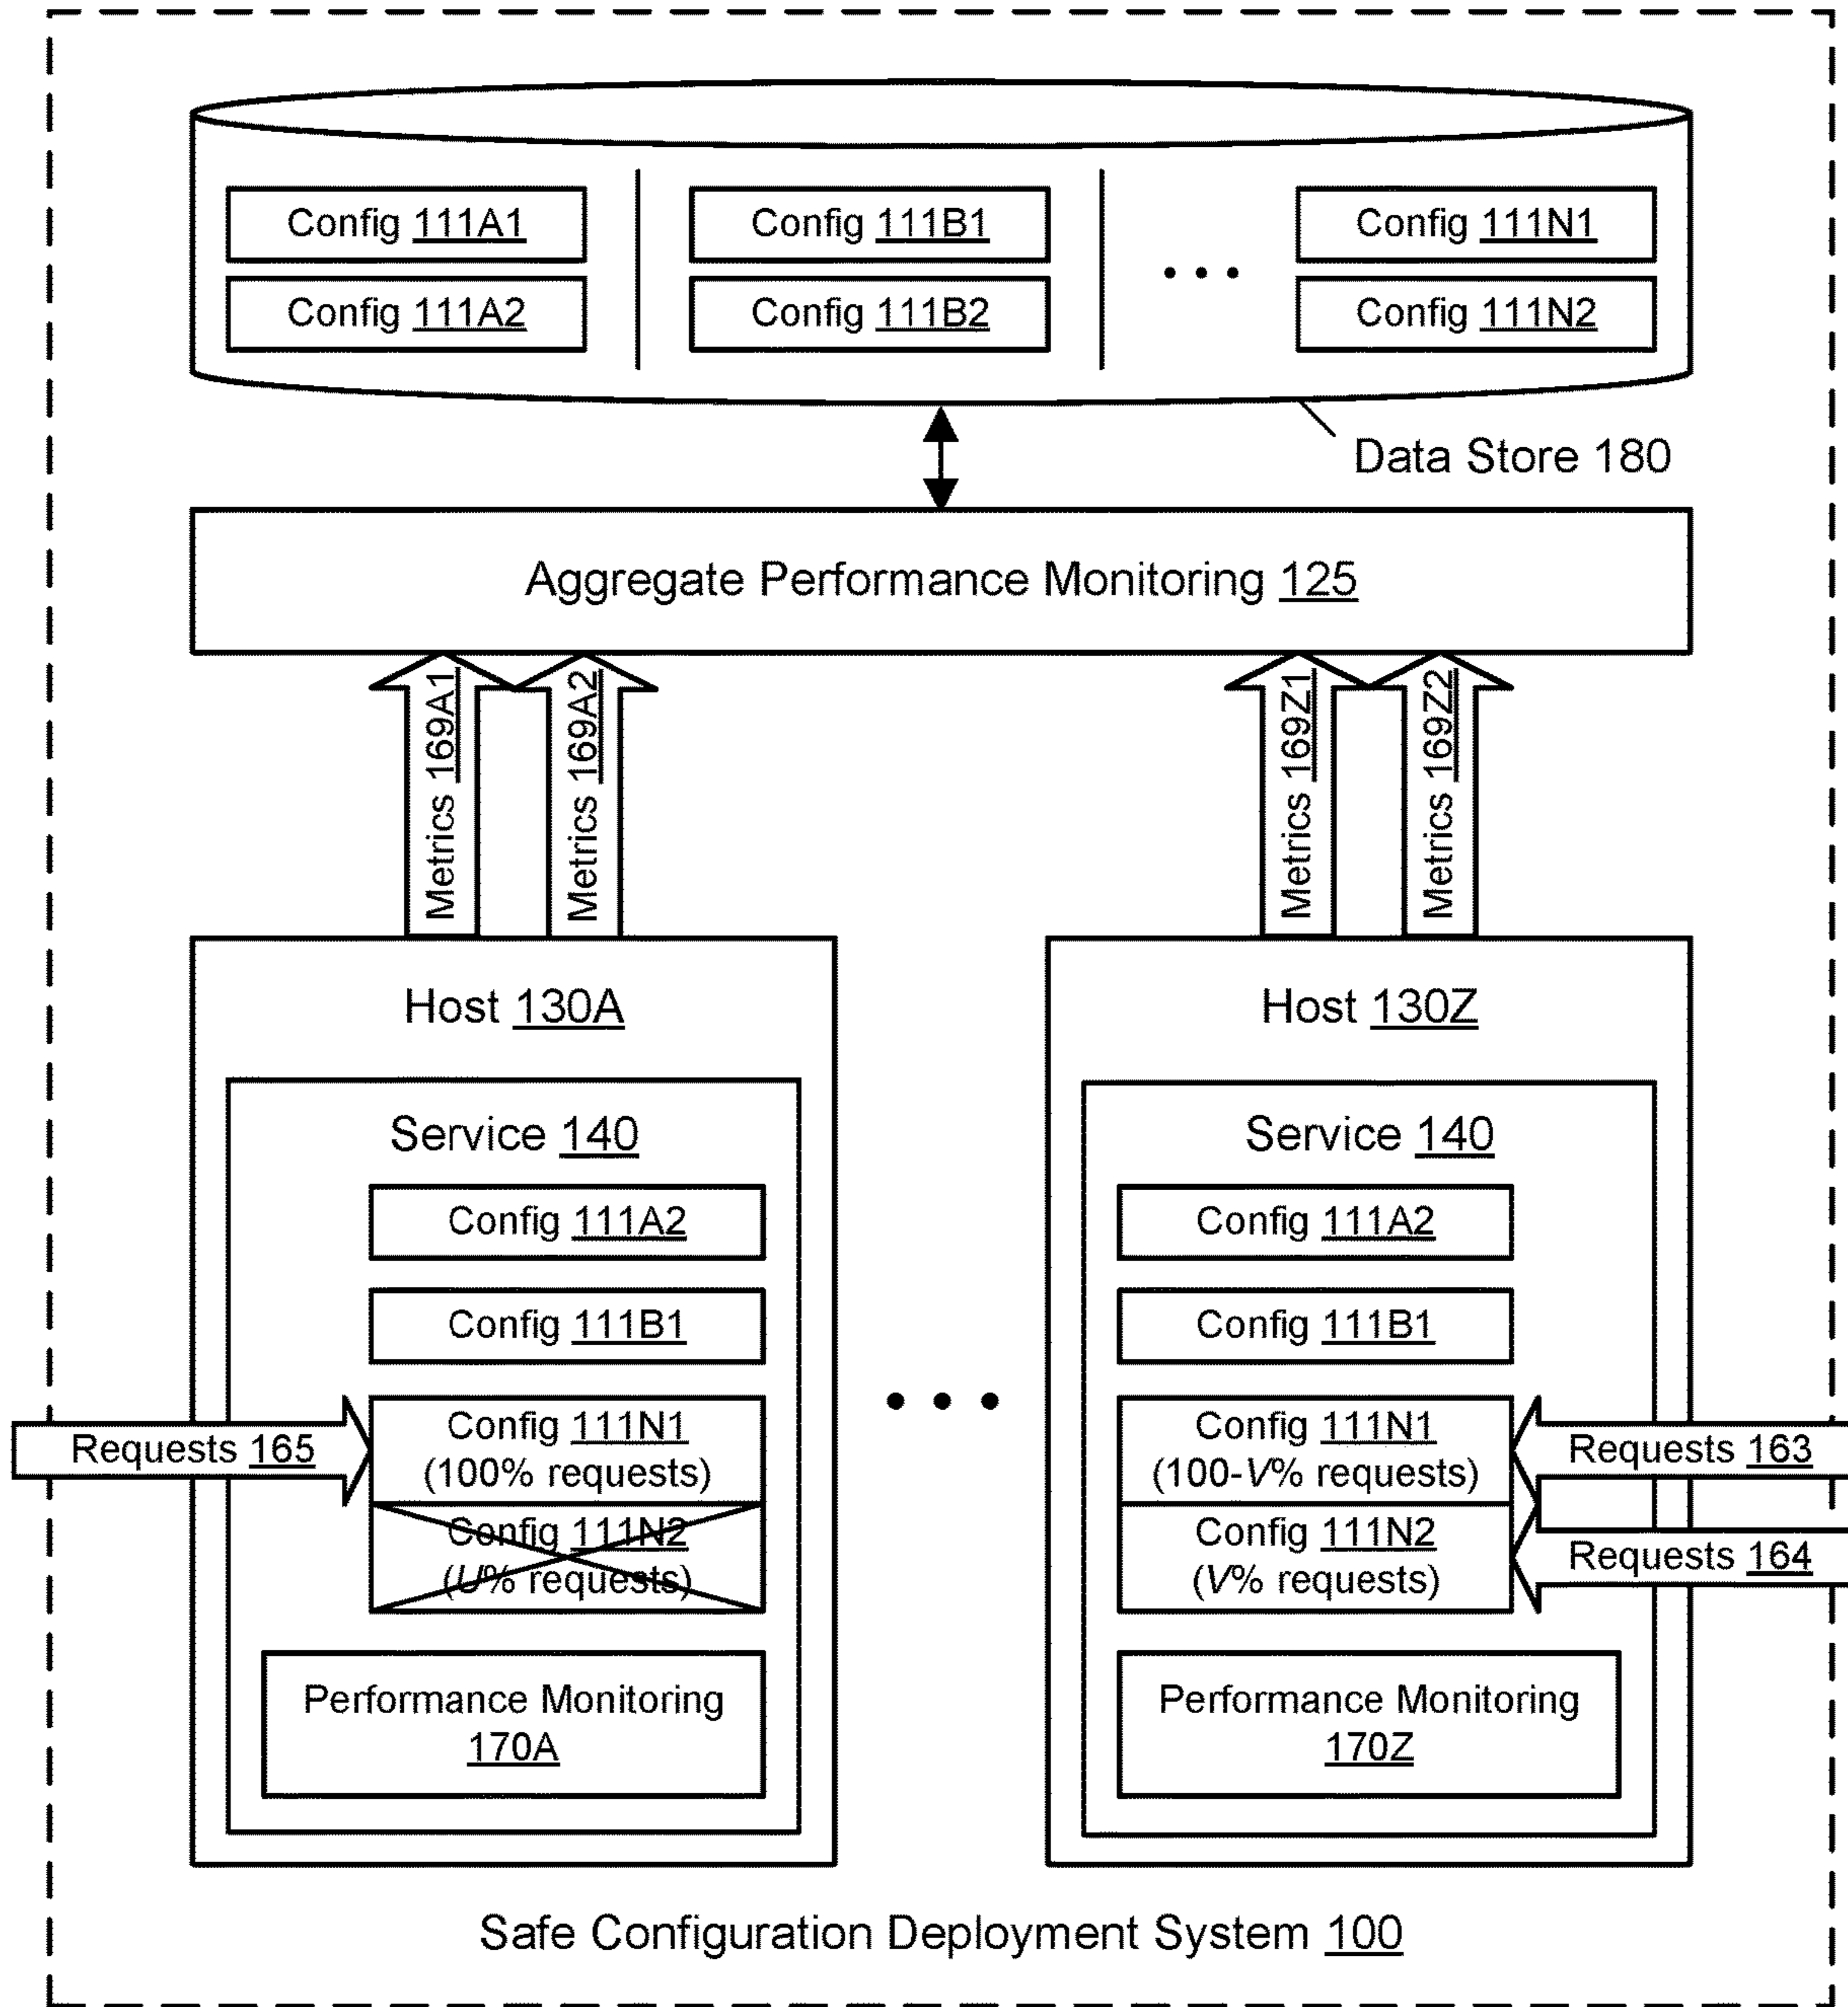 Config 111A1
Config 111B1
Config 111N1
Config 111A2
Config 111B2
Config 111N2
...
Data Store 180
Aggregate Performance Monitoring 125
Metrics 169A1
Metrics 169A2
Metrics 169Z1
Metrics 169Z2
Host 130A
Service 140
Config 111A2
Config 111B1
Requests 165
Config 111N1
(100% requests)
Config 111N2
(U% requests)
Performance Monitoring
170A
...
Host 130Z
Service 140
Config 111A2
Config 111B1
Config 111N1
(100-V% requests)
Requests 163
Config 111N2
(V% requests)
Requests 164
Performance Monitoring
170Z
Safe Configuration Deployment System 100